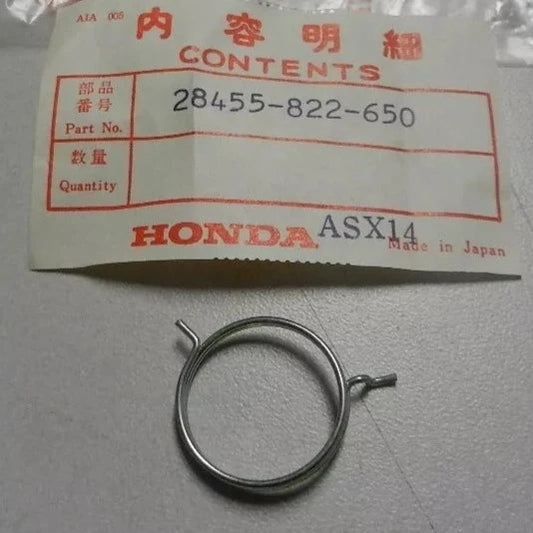 AIA 005
内容明細
CONTENTS
部品
番号
Part No.
28455-822-650
数量
Quantity
HONDA
ASX14
Made in Japan